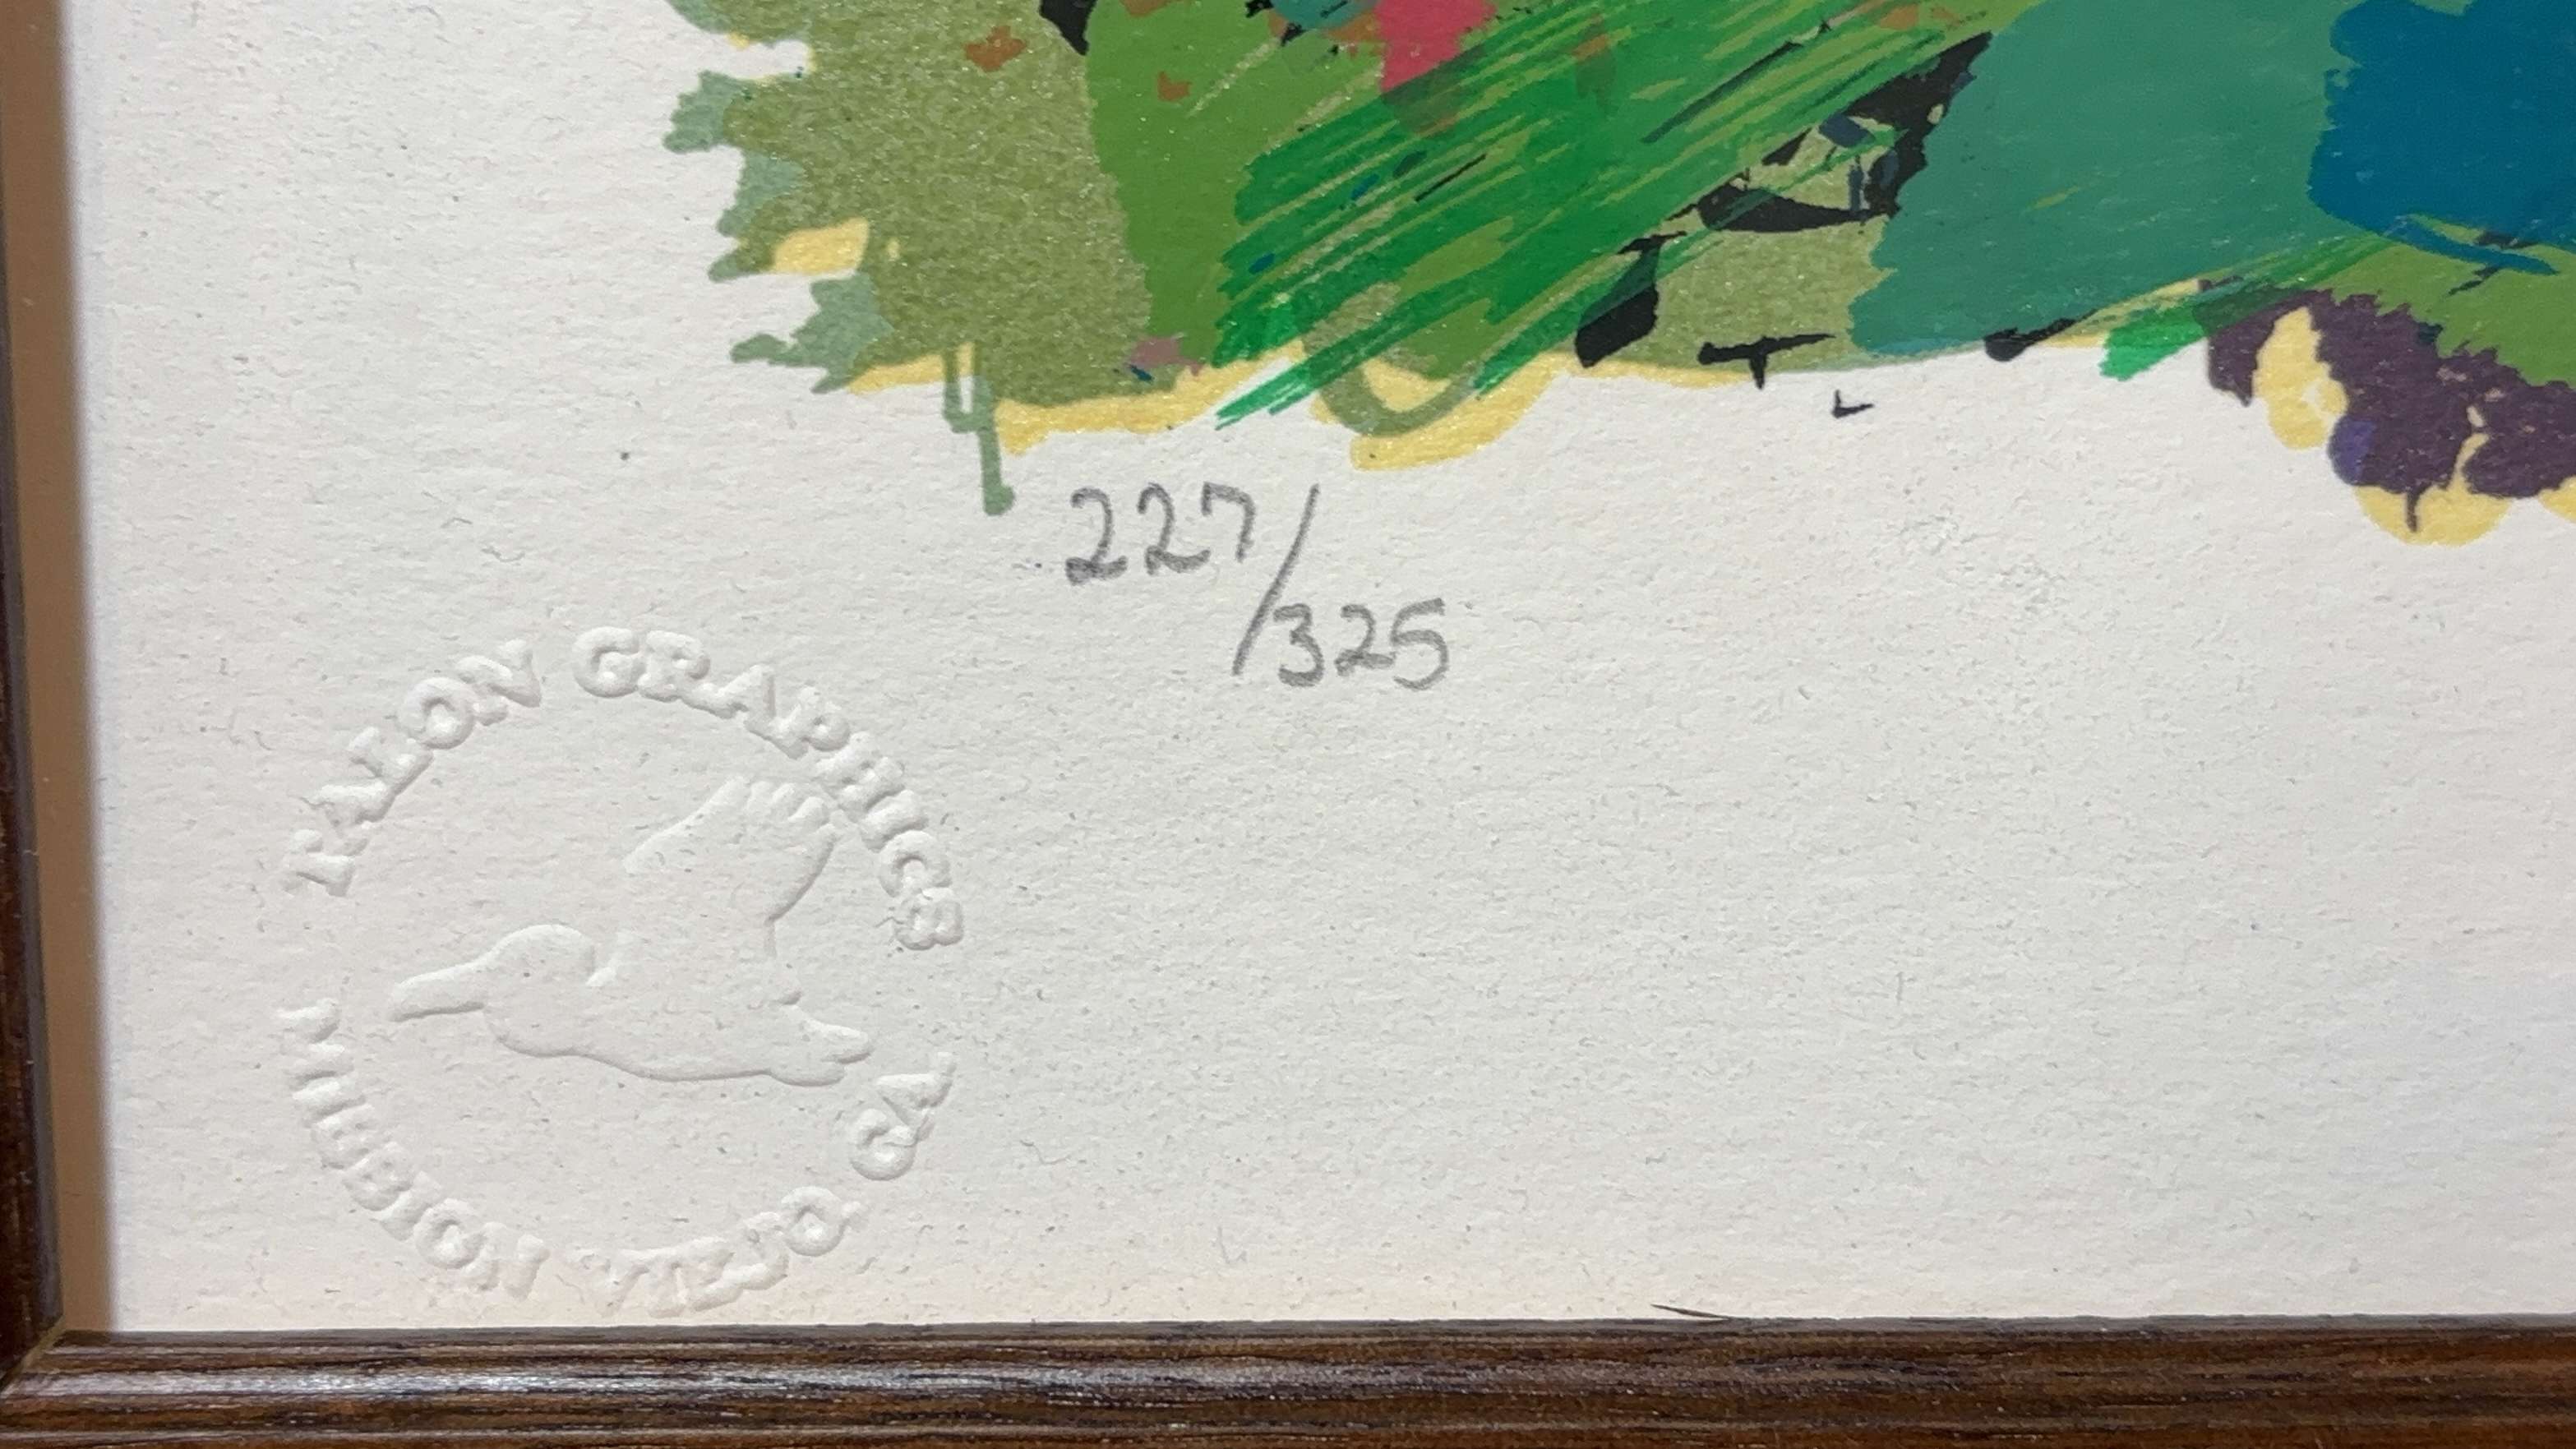 227/
325
TALON GRAPHICS
MISSION VIEJO CA